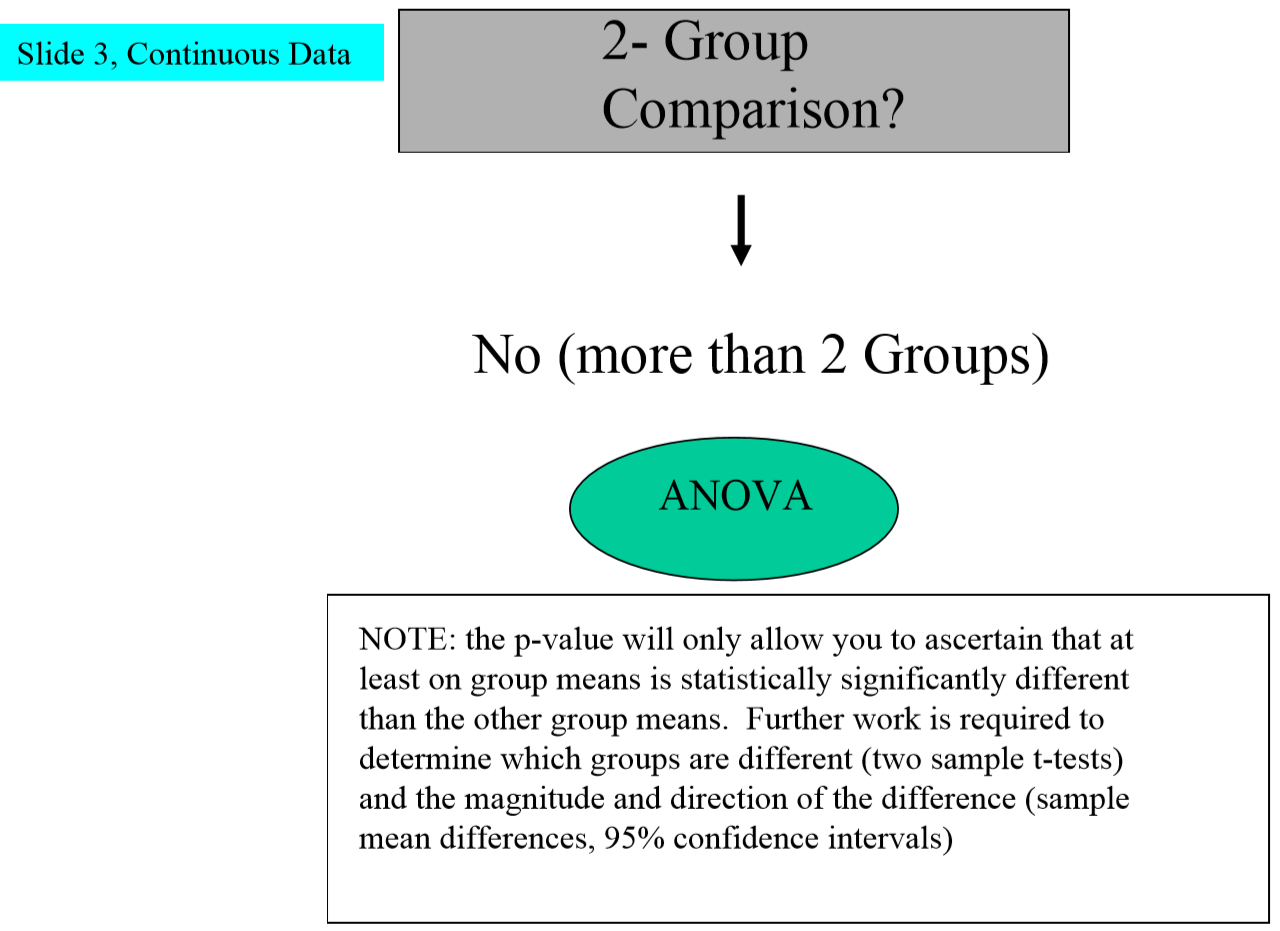 Slide 3, Continuous Data
2- Group
Comparison?
No (more than 2 Groups)
ANOVA
NOTE: the p-value will only allow you to ascertain that at
least on group means is statistically significantly different
than the other group means.  Further work is required to
determine which groups are different (two sample t-tests)
and the magnitude and direction of the difference (sample
mean differences, 95% confidence intervals)